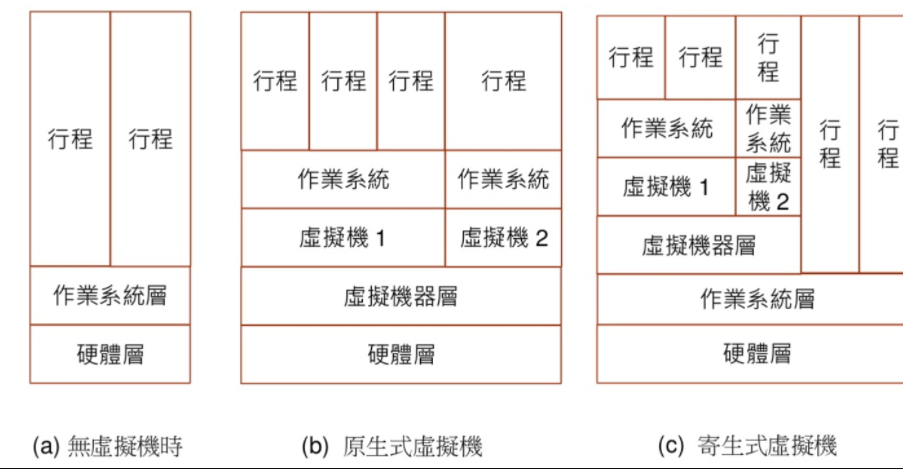 行程
行程
作業系統層
硬體層
(a) 無虛擬機時
行程
行程
行程
行程
作業系統
作業系統
虛擬機 1
虛擬機 2
虛擬機器層
硬體層
(b) 原生式虛擬機
行程
行程
行
程
作業系統
作業
系統
虛擬機 1
虛擬
機 2
虛擬機器層
行
程
行
程
作業系統層
硬體層
(c) 寄生式虛擬機